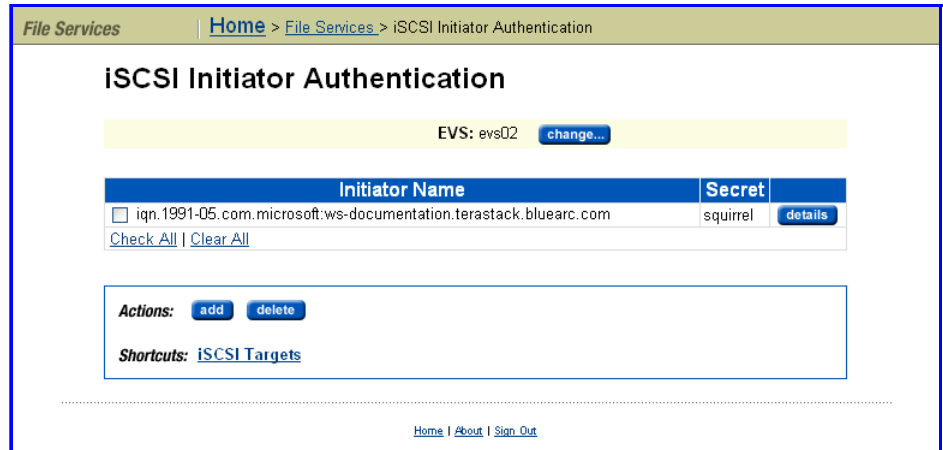 File Services
Home > File Services > iSCSI Initiator Authentication
iSCSI Initiator Authentication
EVS: evs02 change...
Initiator Name Secret
iqn.1991-05.com.microsoft:ws-documentation.terastack.bluearc.com squirrel details
Check All | Clear All
Actions: add delete
Shortcuts: iSCSI Targets
Home | About | Sign Out